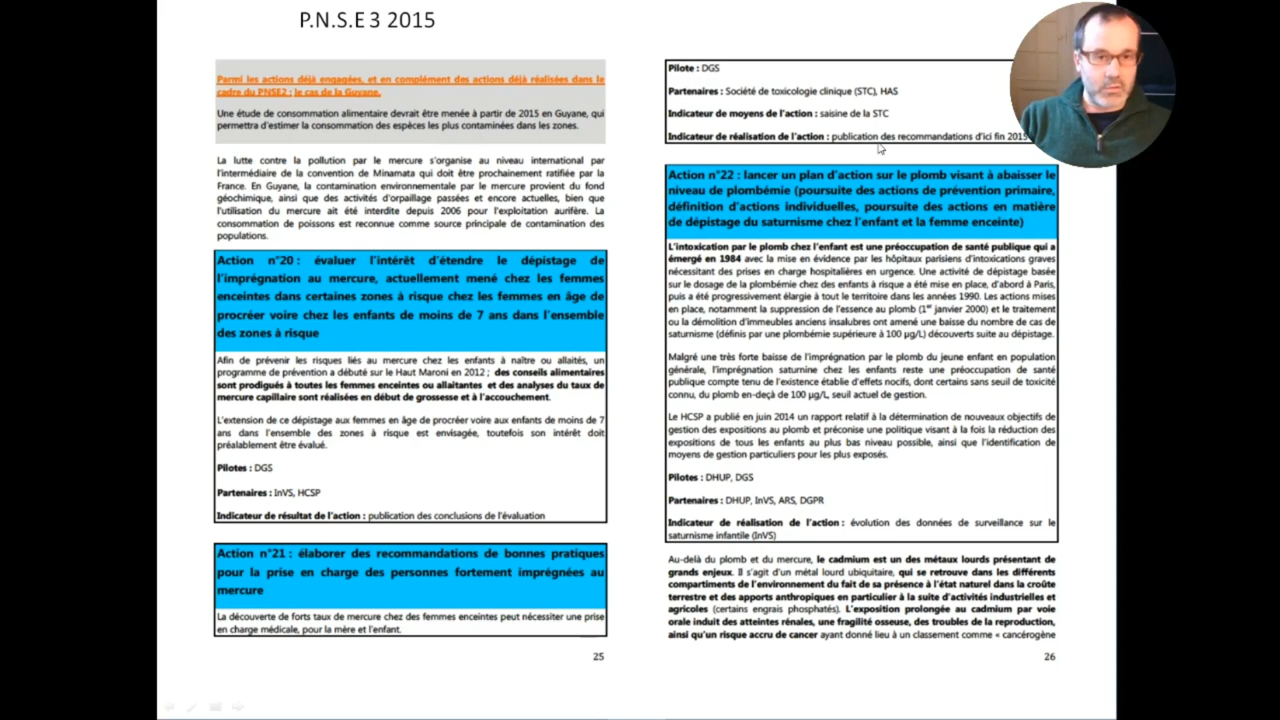 P.N.S.E 3 2015
Parmi les actions déjà engagées, et en complément des actions déjà réalisées dans le
cadre du PNSE2 : le cas de la Guyane.
Une étude de consommation alimentaire devrait être menée à partir de 2015 en Guyane, qui
permettra d'estimer la consommation des espèces les plus contaminées dans les zones.
La lutte contre la pollution par le mercure s'organise au niveau international par
l'intermédiaire de la convention de Minamata qui doit être prochainement ratifiée par la
France. En Guyane, la contamination environnementale par le mercure provient du fond
géochimique, ainsi que des activités d'orpaillage passées et encore actuelles, bien que
l'utilisation du mercure ait été interdite depuis 2006 pour l'exploitation aurifère. La
consommation de poissons est reconnue comme source principale de contamination des
populations.
Action n°20 : évaluer l'intérêt d'étendre le dépistage de
l'imprégnation au mercure, actuellement mené chez les femmes
enceintes dans certaines zones à risque chez les femmes en âge de
procréer voire chez les enfants de moins de 7 ans dans l'ensemble
des zones à risque
Afin de prévenir les risques liés au mercure chez les enfants à naître ou allaités, un
programme de prévention a débuté sur le Haut Maroni en 2012 ; des conseils alimentaires
sont prodigués à toutes les femmes enceintes ou allaitantes et des analyses du taux de
mercure capillaire sont réalisées en début de grossesse et à l'accouchement.
L'extension de ce dépistage aux femmes en âge de procréer voire aux enfants de moins de 7
ans dans l'ensemble des zones à risque est envisagée, toutefois son intérêt doit
préalablement être évalué.
Pilotes : DGS
Partenaires : InVS, HCSP
Indicateur de résultat de l'action : publication des conclusions de l'évaluation
Action n°21 : élaborer des recommandations de bonnes pratiques
pour la prise en charge des personnes fortement imprégnées au
mercure
La découverte de forts taux de mercure chez des femmes enceintes peut nécessiter une prise
en charge médicale, pour la mère et l'enfant.
25
Pilote : DGS
Partenaires : Société de toxicologie clinique (STC), HAS
Indicateur de moyens de l'action : saisine de la STC
Indicateur de réalisation de l'action : publication des recommandations d'ici fin 2015
Action n°22 : lancer un plan d'action sur le plomb visant à abaisser le
niveau de plombémie (poursuite des actions de prévention primaire,
définition d'actions individuelles, poursuite des actions en matière
de dépistage du saturnisme chez l'enfant et la femme enceinte)
L'intoxication par le plomb chez l'enfant est une préoccupation de santé publique qui a
émergé en 1984 avec la mise en évidence par les hôpitaux parisiens d'intoxications graves
nécessitant des prises en charge hospitalières en urgence. Une activité de dépistage basée
sur le dosage de la plombémie chez des enfants à risque a été mise en place, d'abord à Paris,
puis a été progressivement élargie à tout le territoire dans les années 1990. Les actions mises
en place, notamment la suppression de l'essence au plomb (1er janvier 2000) et le traitement
ou la démolition d'immeubles anciens insalubres ont amené une baisse du nombre de cas de
saturnisme (définis par une plombémie supérieure à 100 µg/L) découverts suite au dépistage.
Malgré une très forte baisse de l'imprégnation par le plomb du jeune enfant en population
générale, l'imprégnation saturnine chez les enfants reste une préoccupation de santé
publique compte tenu de l'existence établie d'effets nocifs, dont certains sans seuil de toxicité
connu, du plomb en-deçà de 100 µg/L, seuil actuel de gestion.
Le HCSP a publié en juin 2014 un rapport relatif à la détermination de nouveaux objectifs de
gestion des expositions au plomb et préconise une politique visant à la fois la réduction des
expositions de tous les enfants au plus bas niveau possible, ainsi que l'identification de
moyens de gestion particuliers pour les plus exposés.
Pilotes : DHUP, DGS
Partenaires : DHUP, InVS, ARS, DGPR
Indicateur de réalisation de l'action : évolution des données de surveillance sur le
saturnisme infantile (InVS)
Au-delà du plomb et du mercure, le cadmium est un des métaux lourds présentant de
grands enjeux. Il s'agit d'un métal lourd ubiquitaire, qui se retrouve dans les différents
compartiments de l'environnement du fait de sa présence à l'état naturel dans la croûte
terrestre et des apports anthropiques en particulier à la suite d'activités industrielles et
agricoles (certains engrais phosphatés). L'exposition prolongée au cadmium par voie
orale induit des atteintes rénales, une fragilité osseuse, des troubles de la reproduction,
ainsi qu'un risque accru de cancer ayant donné lieu à un classement comme « cancérogène
26